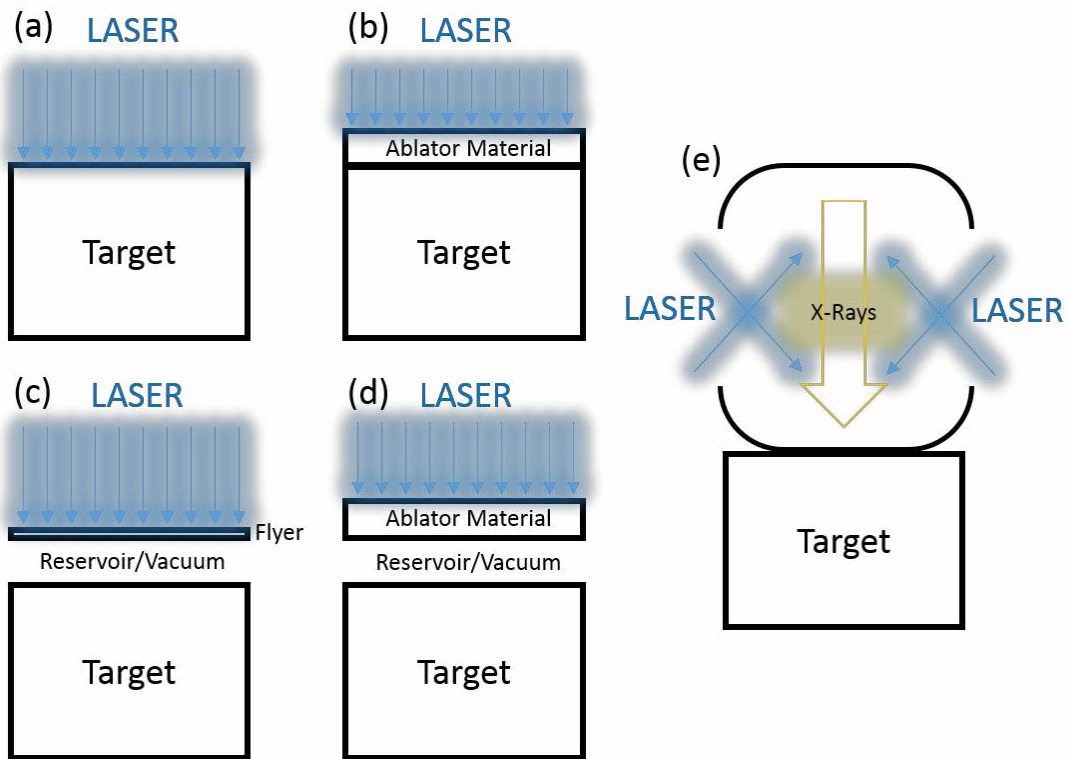 (a)
LASER
Target
(b)
LASER
Ablator Material
Target
(c)
LASER
Flyer
Reservoir/Vacuum
Target
(d)
LASER
Ablator Material
Reservoir/Vacuum
Target
(e)
LASER
X-Rays
LASER
Target